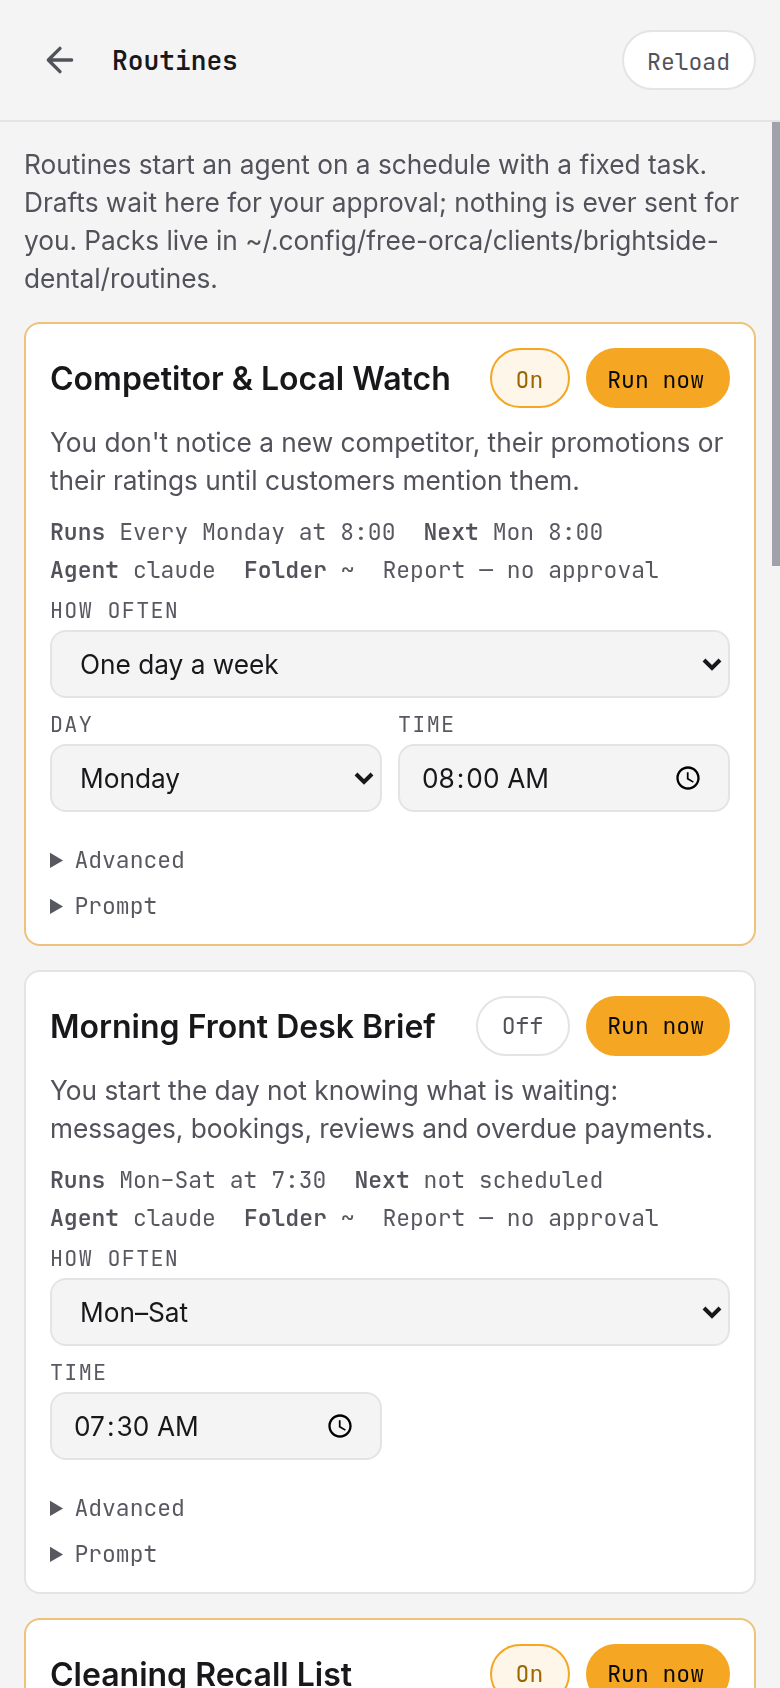 Routines
Reload
Routines start an agent on a schedule with a fixed task.
Drafts wait here for your approval; nothing is ever sent for
you. Packs live in ~/.config/free-orca/clients/brightside-
dental/routines.
Competitor & Local Watch
On
Run now
You don't notice a new competitor, their promotions or
their ratings until customers mention them.
Runs Every Monday at 8:00 Next Mon 8:00
Agent claude Folder ~ Report — no approval
HOW OFTEN
One day a week
DAY
TIME
Monday
08:00 AM
Advanced
Prompt
Morning Front Desk Brief
Off
Run now
You start the day not knowing what is waiting:
messages, bookings, reviews and overdue payments.
Runs Mon–Sat at 7:30 Next not scheduled
Agent claude Folder ~ Report — no approval
HOW OFTEN
Mon–Sat
TIME
07:30 AM
Advanced
Prompt
Cleaning Recall List
On
Run now